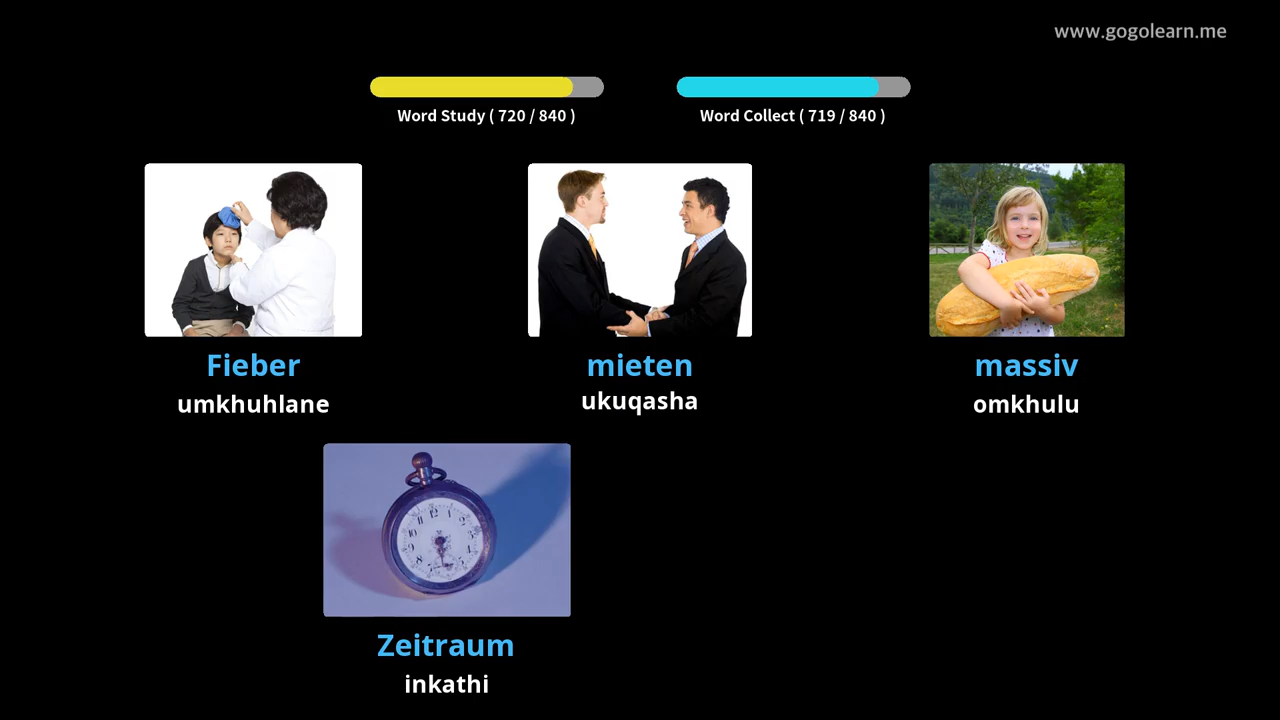 www.gogolearn.me
Word Study ( 720 / 840 )
Word Collect ( 719 / 840 )
Fieber
umkhuhlane
mieten
ukuqasha
massiv
omkhulu
Zeitraum
inkathi